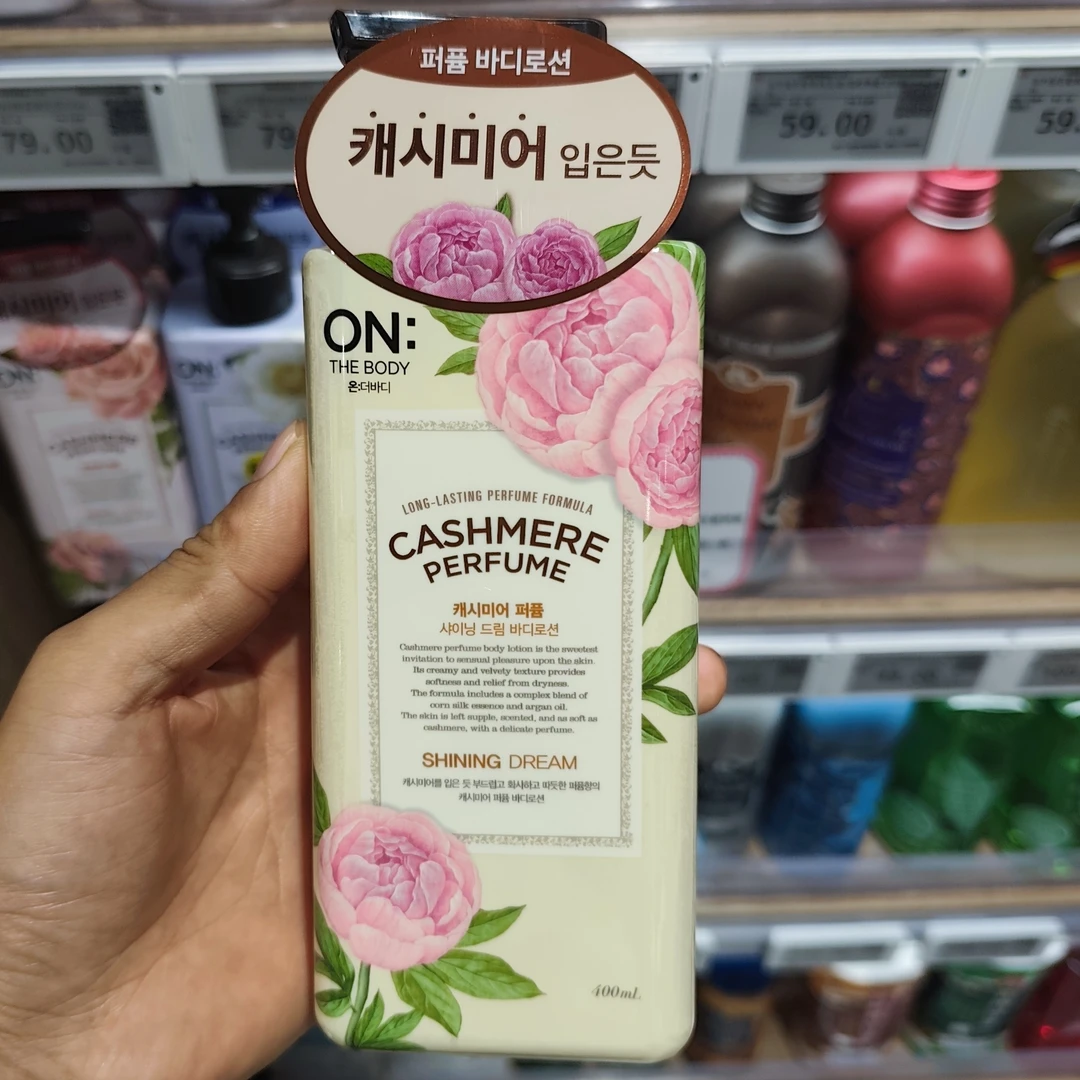 퍼퓸 바디로션
캐시미어 입은듯
ON:
THE BODY
온:더바디
LONG-LASTING PERFUME FORMULA
CASHMERE
PERFUME
캐시미어 퍼퓸
샤이닝 드림 바디로션
Cashmere perfume body lotion is the sweetest
invitation to sensual pleasure upon the skin.
Its creamy and velvety texture provides
softness and relief from dryness.
The formula includes a complex blend of
corn silk essence and argan oil.
The skin is left supple, scented, and as soft as
cashmere, with a delicate perfume.
SHINING DREAM
캐시미어를 입은 듯 부드럽고 화사하고 따듯한 퍼퓸향의
캐시미어 퍼퓸 바디로션
400mL
79.00
79
59.00
59.
ON: